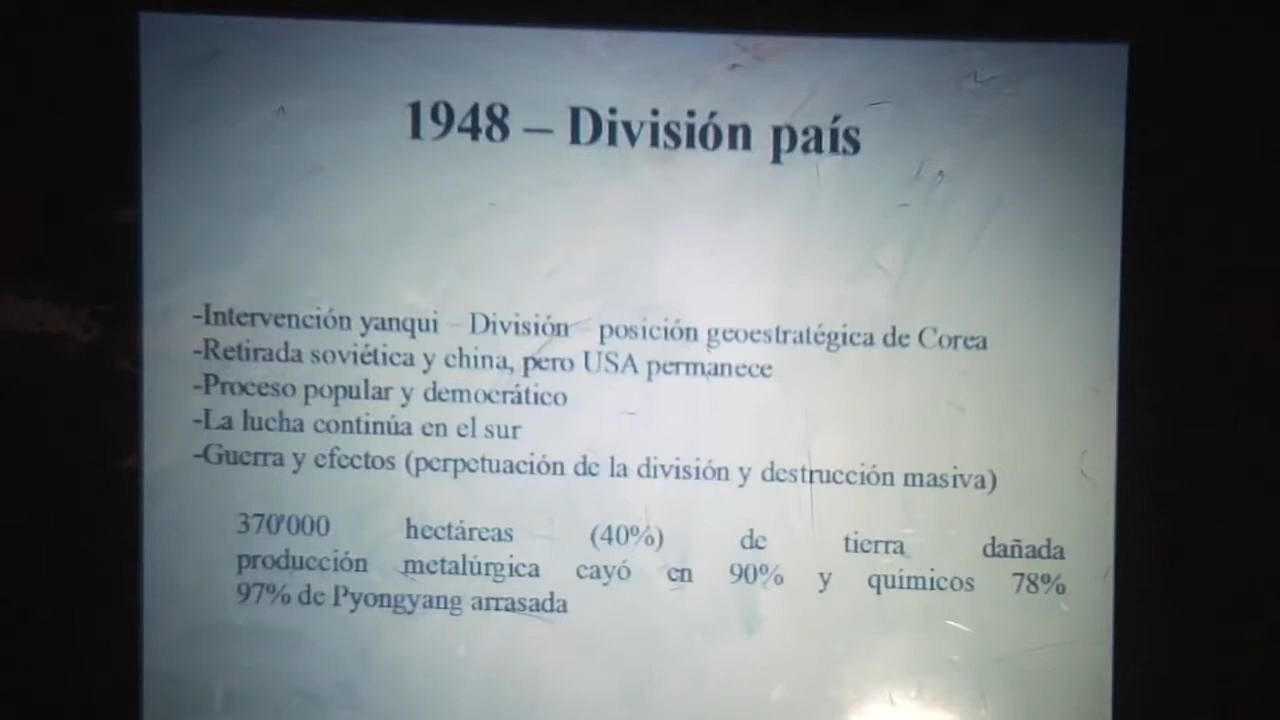 1948 – División país
-Intervención yanqui – División – posición geoestratégica de Corea
-Retirada soviética y china, pero USA permanece
-Proceso popular y democrático
-La lucha continúa en el sur
-Guerra y efectos (perpetuación de la división y destrucción masiva)
370'000 hectáreas (40%) de tierra dañada
producción metalúrgica cayó en 90% y químicos 78%
97% de Pyongyang arrasada